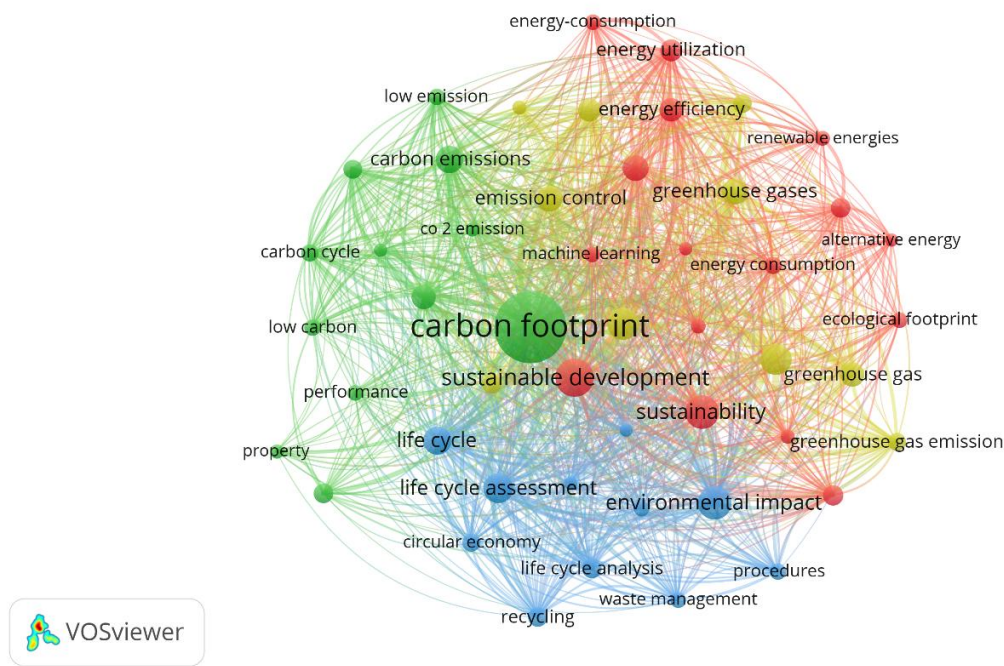 energy-consumption
energy utilization
low emission
energy efficiency
renewable energies
carbon emissions
emission control
greenhouse gases
co 2 emission
carbon cycle
machine learning
alternative energy
energy consumption
carbon footprint
low carbon
ecological footprint
sustainable development
greenhouse gas
performance
sustainability
life cycle
greenhouse gas emission
property
life cycle assessment
environmental impact
circular economy
life cycle analysis
procedures
waste management
recycling
VOSviewer